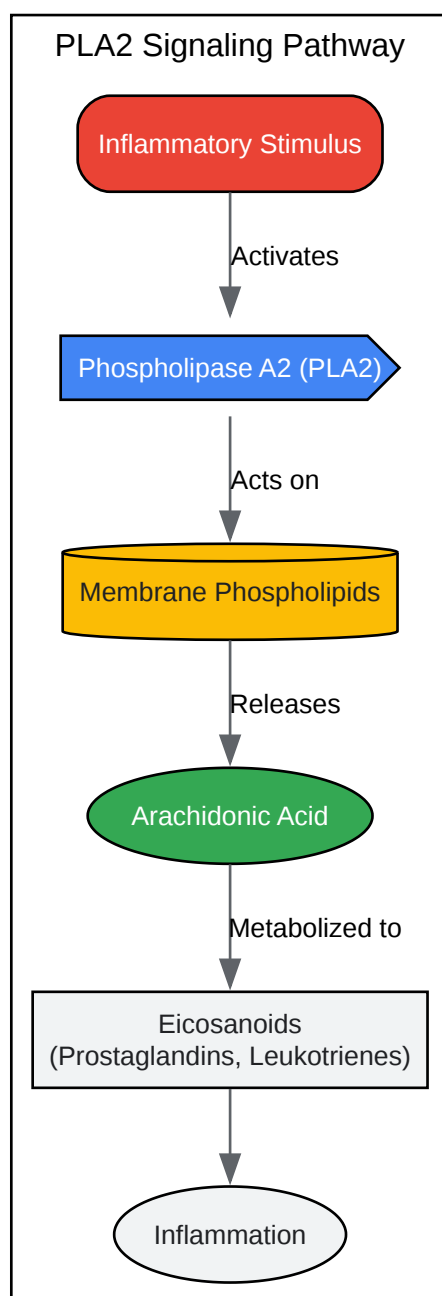 PLA2 Signaling Pathway
Inflammatory Stimulus
Activates
Phospholipase A2 (PLA2)
Acts on
Membrane Phospholipids
Releases
Arachidonic Acid
Metabolized to
Eicosanoids
(Prostaglandins, Leukotrienes)
Inflammation